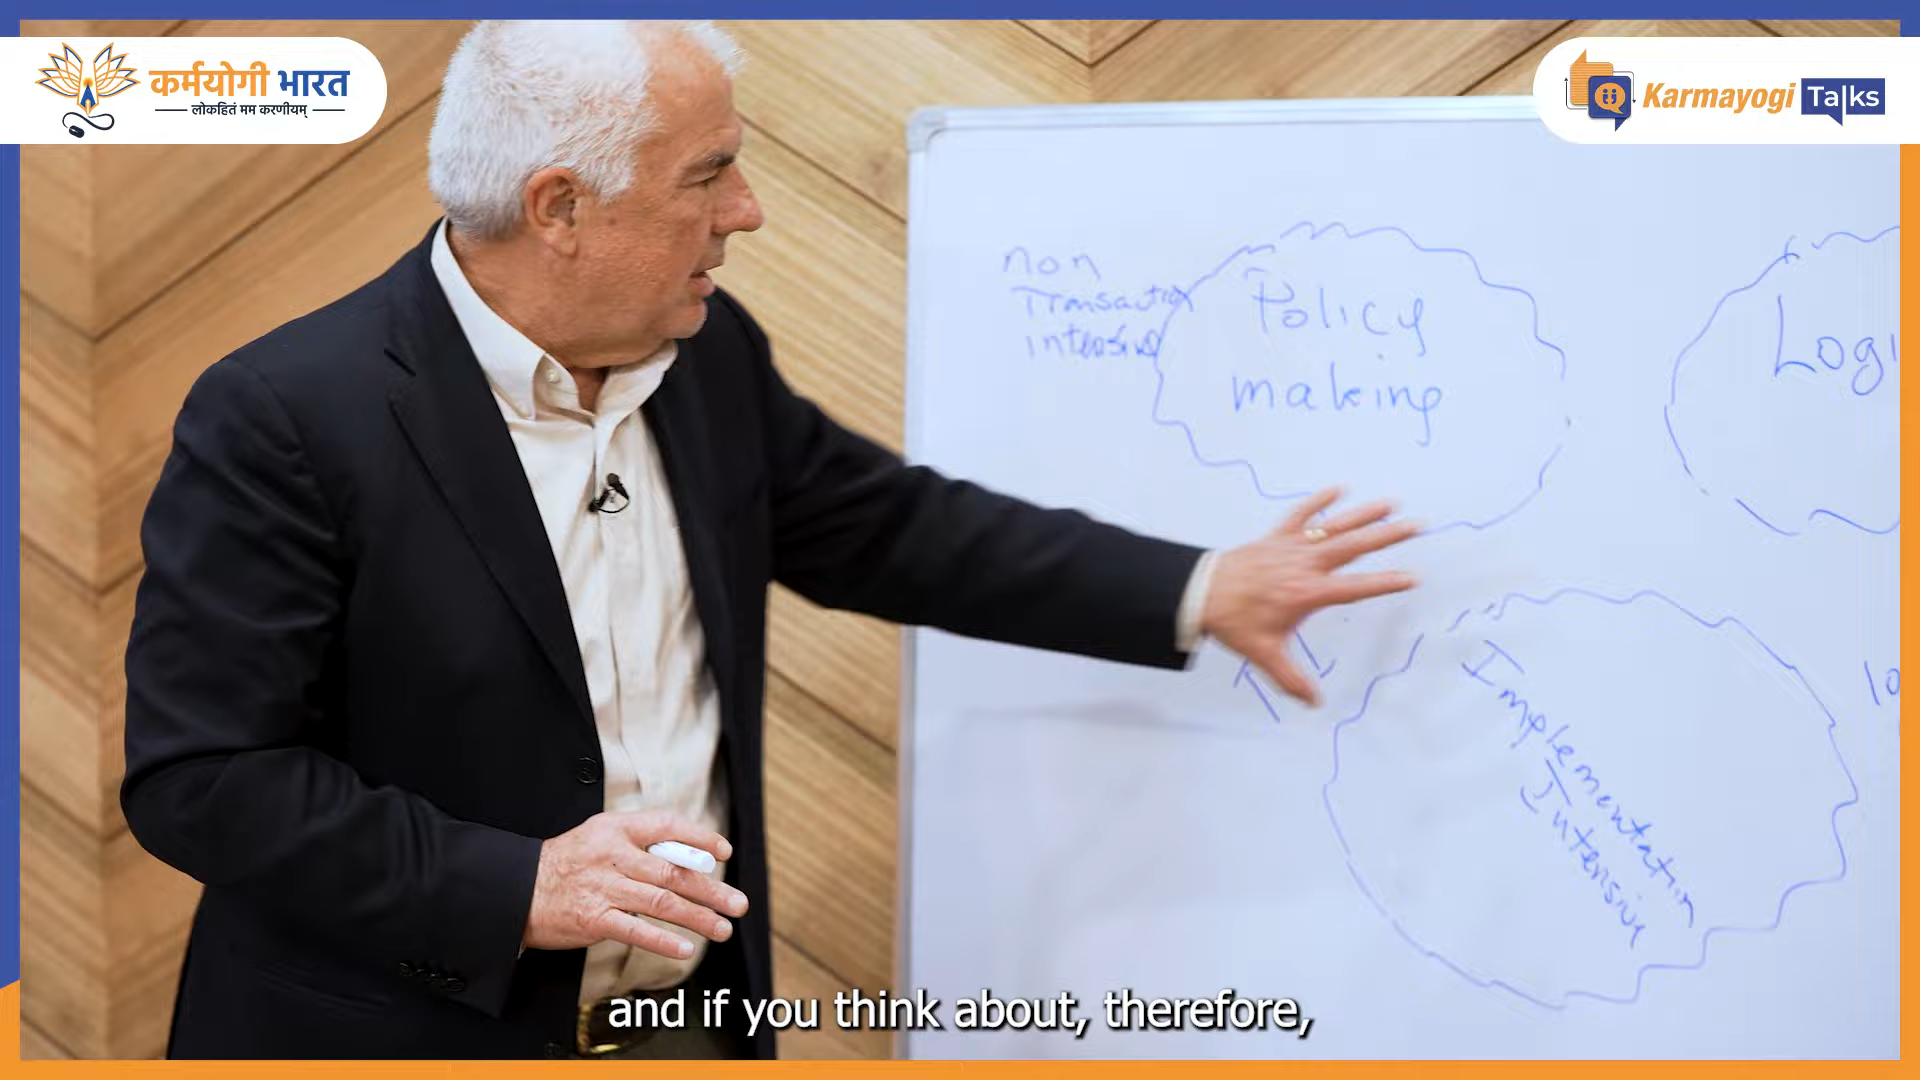 कर्मयोगी भारत
लोकहितं मम करणीयम्
Karmayogi Talks
non
Transaction
intensive
Policy
making
Logi
Implementation
Intensive
10
and if you think about, therefore,